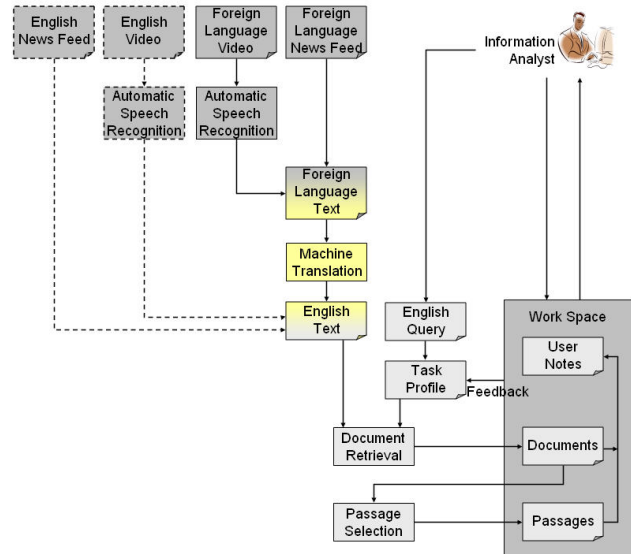 English
News Feed
English
Video
Foreign
Language
Video
Foreign
Language
News Feed
Information
Analyst
Automatic
Speech
Recognition
Automatic
Speech
Recognition
Foreign
Language
Text
Machine
Translation
English
Text
English
Query
Work Space
User
Notes
Task
Profile
Feedback
Document
Retrieval
Documents
Passage
Selection
Passages